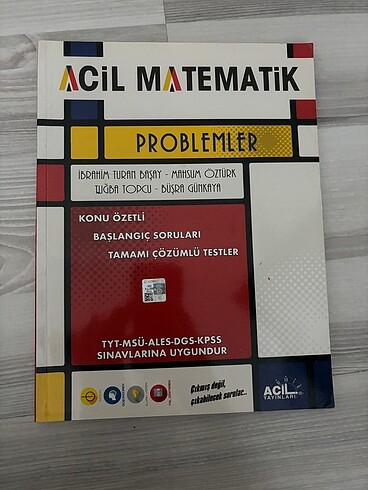 ACİL MATEMATİK
PROBLEMLER
İBRAHİM TURAN BAŞAY - MAHSUM ÖZTÜRK
TUĞBA TOPCU - BÜŞRA GÜNKAYA
KONU ÖZETLİ
BAŞLANGIÇ SORULARI
TAMAMI ÇÖZÜMLÜ TESTLER
TYT-MSÜ-ALES-DGS-KPSS
SINAVLARINA UYGUNDUR
Çıkmış değil,
çıkabilecek sorular...
ACİL
YAYINLARI